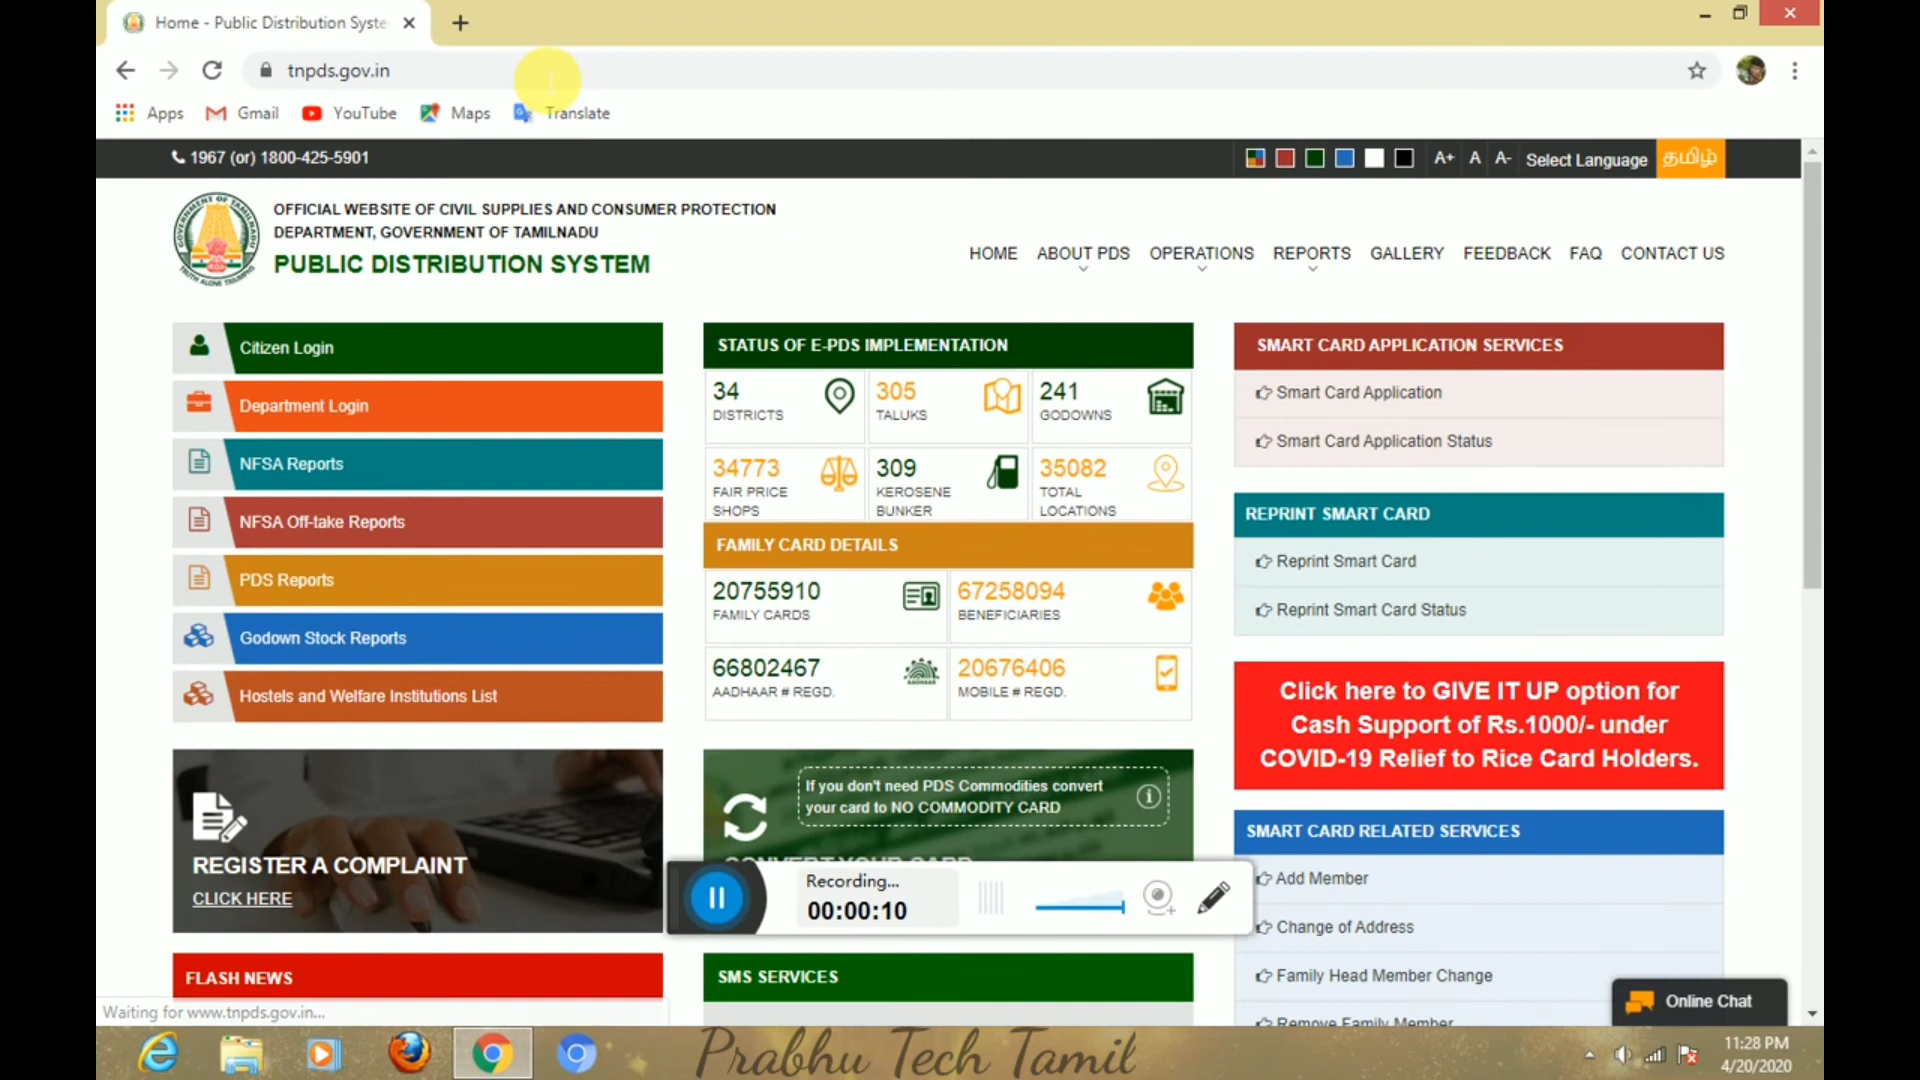 Home - Public Distribution Syste
tnpds.gov.in
Apps
Gmail
YouTube
Maps
Translate
1967 (or) 1800-425-5901
A+
A
A-
Select Language
தமிழ்
OFFICIAL WEBSITE OF CIVIL SUPPLIES AND CONSUMER PROTECTION
DEPARTMENT, GOVERNMENT OF TAMILNADU
PUBLIC DISTRIBUTION SYSTEM
HOME
ABOUT PDS
OPERATIONS
REPORTS
GALLERY
FEEDBACK
FAQ
CONTACT US
Citizen Login
Department Login
NFSA Reports
NFSA Off-take Reports
PDS Reports
Godown Stock Reports
Hostels and Welfare Institutions List
REGISTER A COMPLAINT
CLICK HERE
FLASH NEWS
STATUS OF E-PDS IMPLEMENTATION
34
DISTRICTS
305
TALUKS
241
GODOWNS
34773
FAIR PRICE
SHOPS
309
KEROSENE
BUNKER
35082
TOTAL
LOCATIONS
FAMILY CARD DETAILS
20755910
FAMILY CARDS
67258094
BENEFICIARIES
66802467
AADHAAR # REGD.
20676406
MOBILE # REGD.
If you don't need PDS Commodities convert
your card to NO COMMODITY CARD
CONVERT YOUR CARD
Recording...
00:00:10
SMS SERVICES
SMART CARD APPLICATION SERVICES
Smart Card Application
Smart Card Application Status
REPRINT SMART CARD
Reprint Smart Card
Reprint Smart Card Status
Click here to GIVE IT UP option for
Cash Support of Rs.1000/- under
COVID-19 Relief to Rice Card Holders.
SMART CARD RELATED SERVICES
Add Member
Change of Address
Family Head Member Change
Remove Family Member
Online Chat
Waiting for www.tnpds.gov.in...
Prabhu Tech Tamil
11:28 PM
4/20/2020